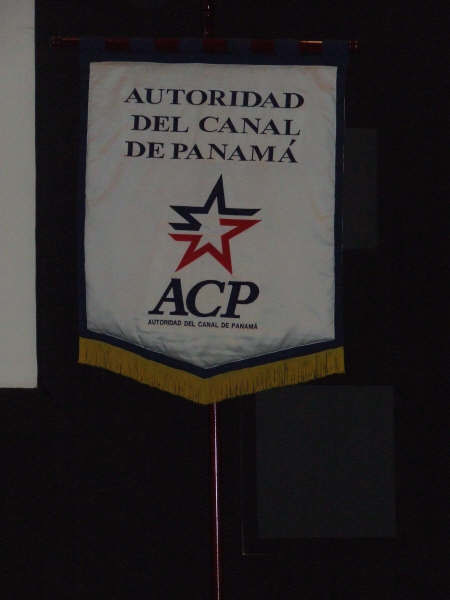 AUTORIDAD
DEL CANAL
DE PANAMÁ
ACP
AUTORIDAD DEL CANAL DE PANAMÁ